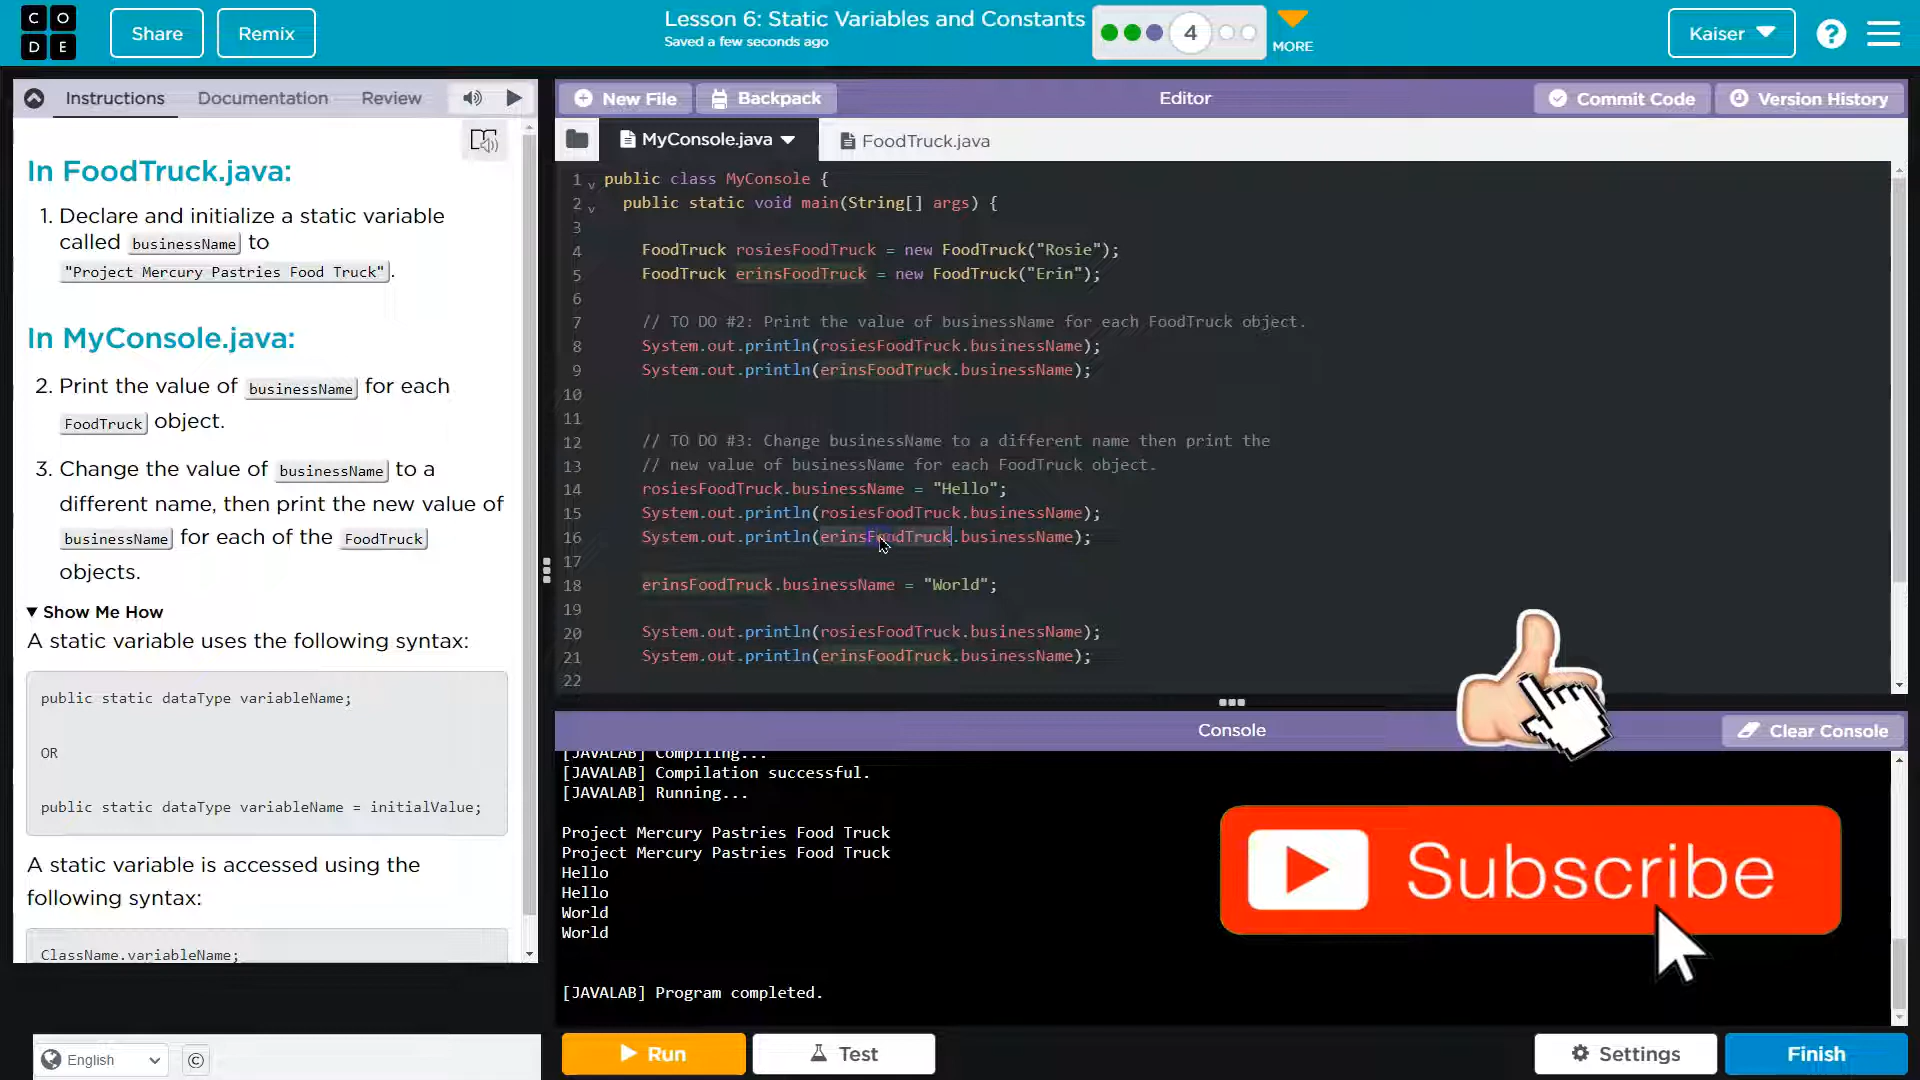 C O
D E
Share
Remix
Lesson 6: Static Variables and Constants
Saved a few seconds ago
4
MORE
Kaiser
?
Instructions
Documentation
Review
New File
Backpack
Editor
Commit Code
Version History
MyConsole.java
FoodTruck.java
In FoodTruck.java:
1. Declare and initialize a static variable
called businessName to
"Project Mercury Pastries Food Truck".
In MyConsole.java:
2. Print the value of businessName for each
FoodTruck object.
3. Change the value of businessName to a
different name, then print the new value of
businessName for each of the FoodTruck
objects.
▼ Show Me How
A static variable uses the following syntax:
public static dataType variableName;
OR
public static dataType variableName = initialValue;
A static variable is accessed using the
following syntax:
ClassName.variableName;
1 public class MyConsole {
2 public static void main(String[] args) {
3
4 FoodTruck rosiesFoodTruck = new FoodTruck("Rosie");
5 FoodTruck erinsFoodTruck = new FoodTruck("Erin");
6
7 // TO DO #2: Print the value of businessName for each FoodTruck object.
8 System.out.println(rosiesFoodTruck.businessName);
9 System.out.println(erinsFoodTruck.businessName);
10
11
12 // TO DO #3: Change businessName to a different name then print the
13 // new value of businessName for each FoodTruck object.
14 rosiesFoodTruck.businessName = "Hello";
15 System.out.println(rosiesFoodTruck.businessName);
16 System.out.println(erinsFoodTruck.businessName);
17
18 erinsFoodTruck.businessName = "World";
19
20 System.out.println(rosiesFoodTruck.businessName);
21 System.out.println(erinsFoodTruck.businessName);
22
Console
Clear Console
[JAVALAB] Compiling...
[JAVALAB] Compilation successful.
[JAVALAB] Running...
Project Mercury Pastries Food Truck
Project Mercury Pastries Food Truck
Hello
Hello
World
World
[JAVALAB] Program completed.
Subscribe
English
©
Run
Test
Settings
Finish